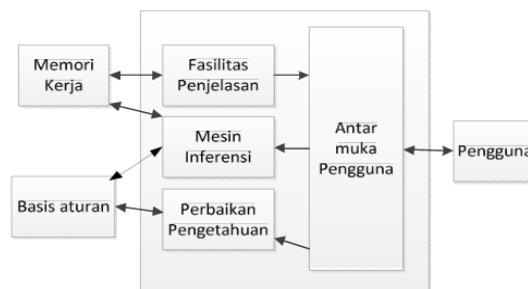 Memori
Kerja
Fasilitas
Penjelasan
Mesin
Inferensi
Antar
muka
Pengguna
Pengguna
Basis aturan
Perbaikan
Pengetahuan